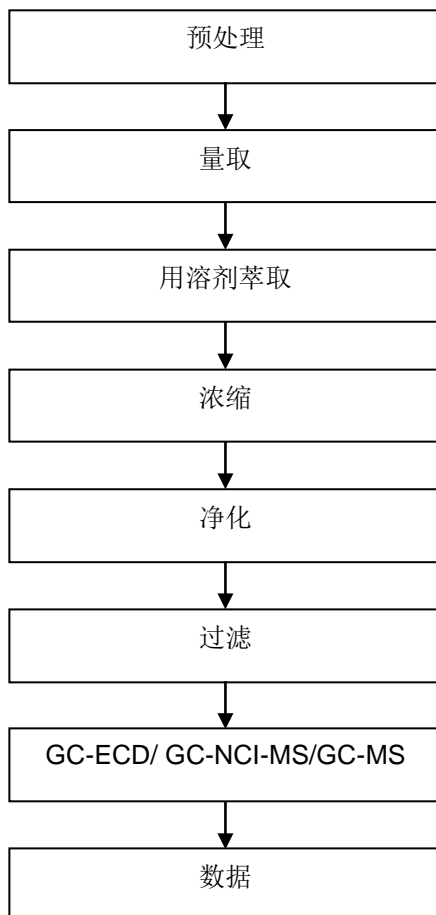 预处理
量取
用溶剂萃取
浓缩
净化
过滤
GC-ECD/ GC-NCI-MS/GC-MS
数据